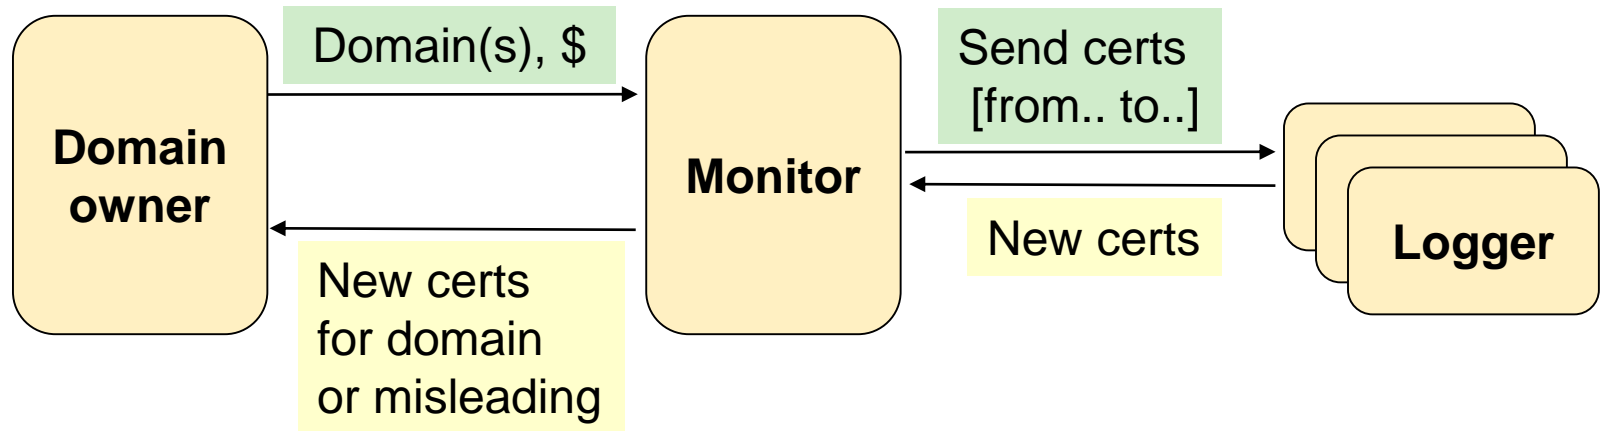 Domain
owner
Domain(s), $
New certs
for domain
or misleading
Monitor
Send certs
[from.. to..]
New certs
Logger